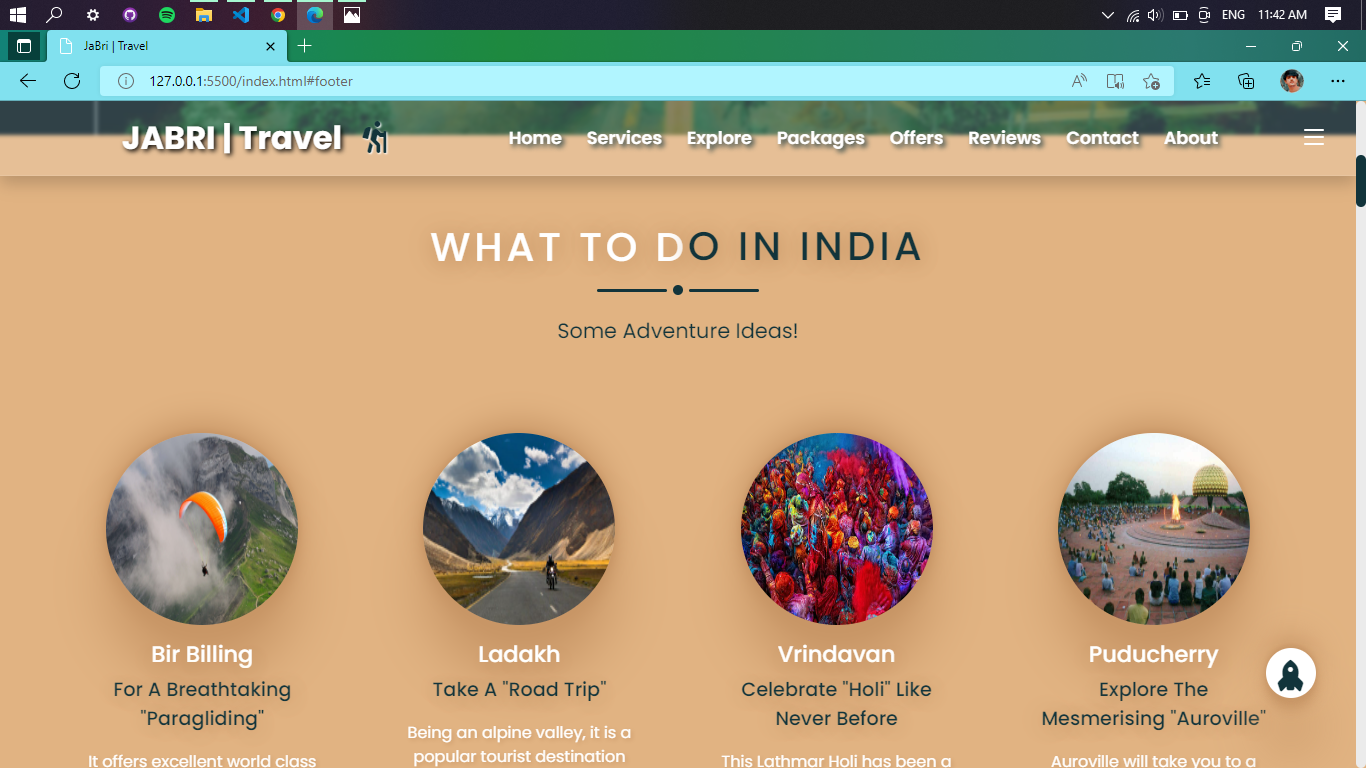 ENG 11:42 AM
JaBri | Travel
127.0.0.1:5500/index.html#footer
JABRI | Travel
Home Services Explore Packages Offers Reviews Contact About
WHAT TO DO IN INDIA
Some Adventure Ideas!
Bir Billing
For A Breathtaking
"Paragliding"
It offers excellent world class
Ladakh
Take A "Road Trip"
Being an alpine valley, it is a
popular tourist destination
Vrindavan
Celebrate "Holi" Like
Never Before
This Lathmar Holi has been a
Puducherry
Explore The
Mesmerising "Auroville"
Auroville will take you to a